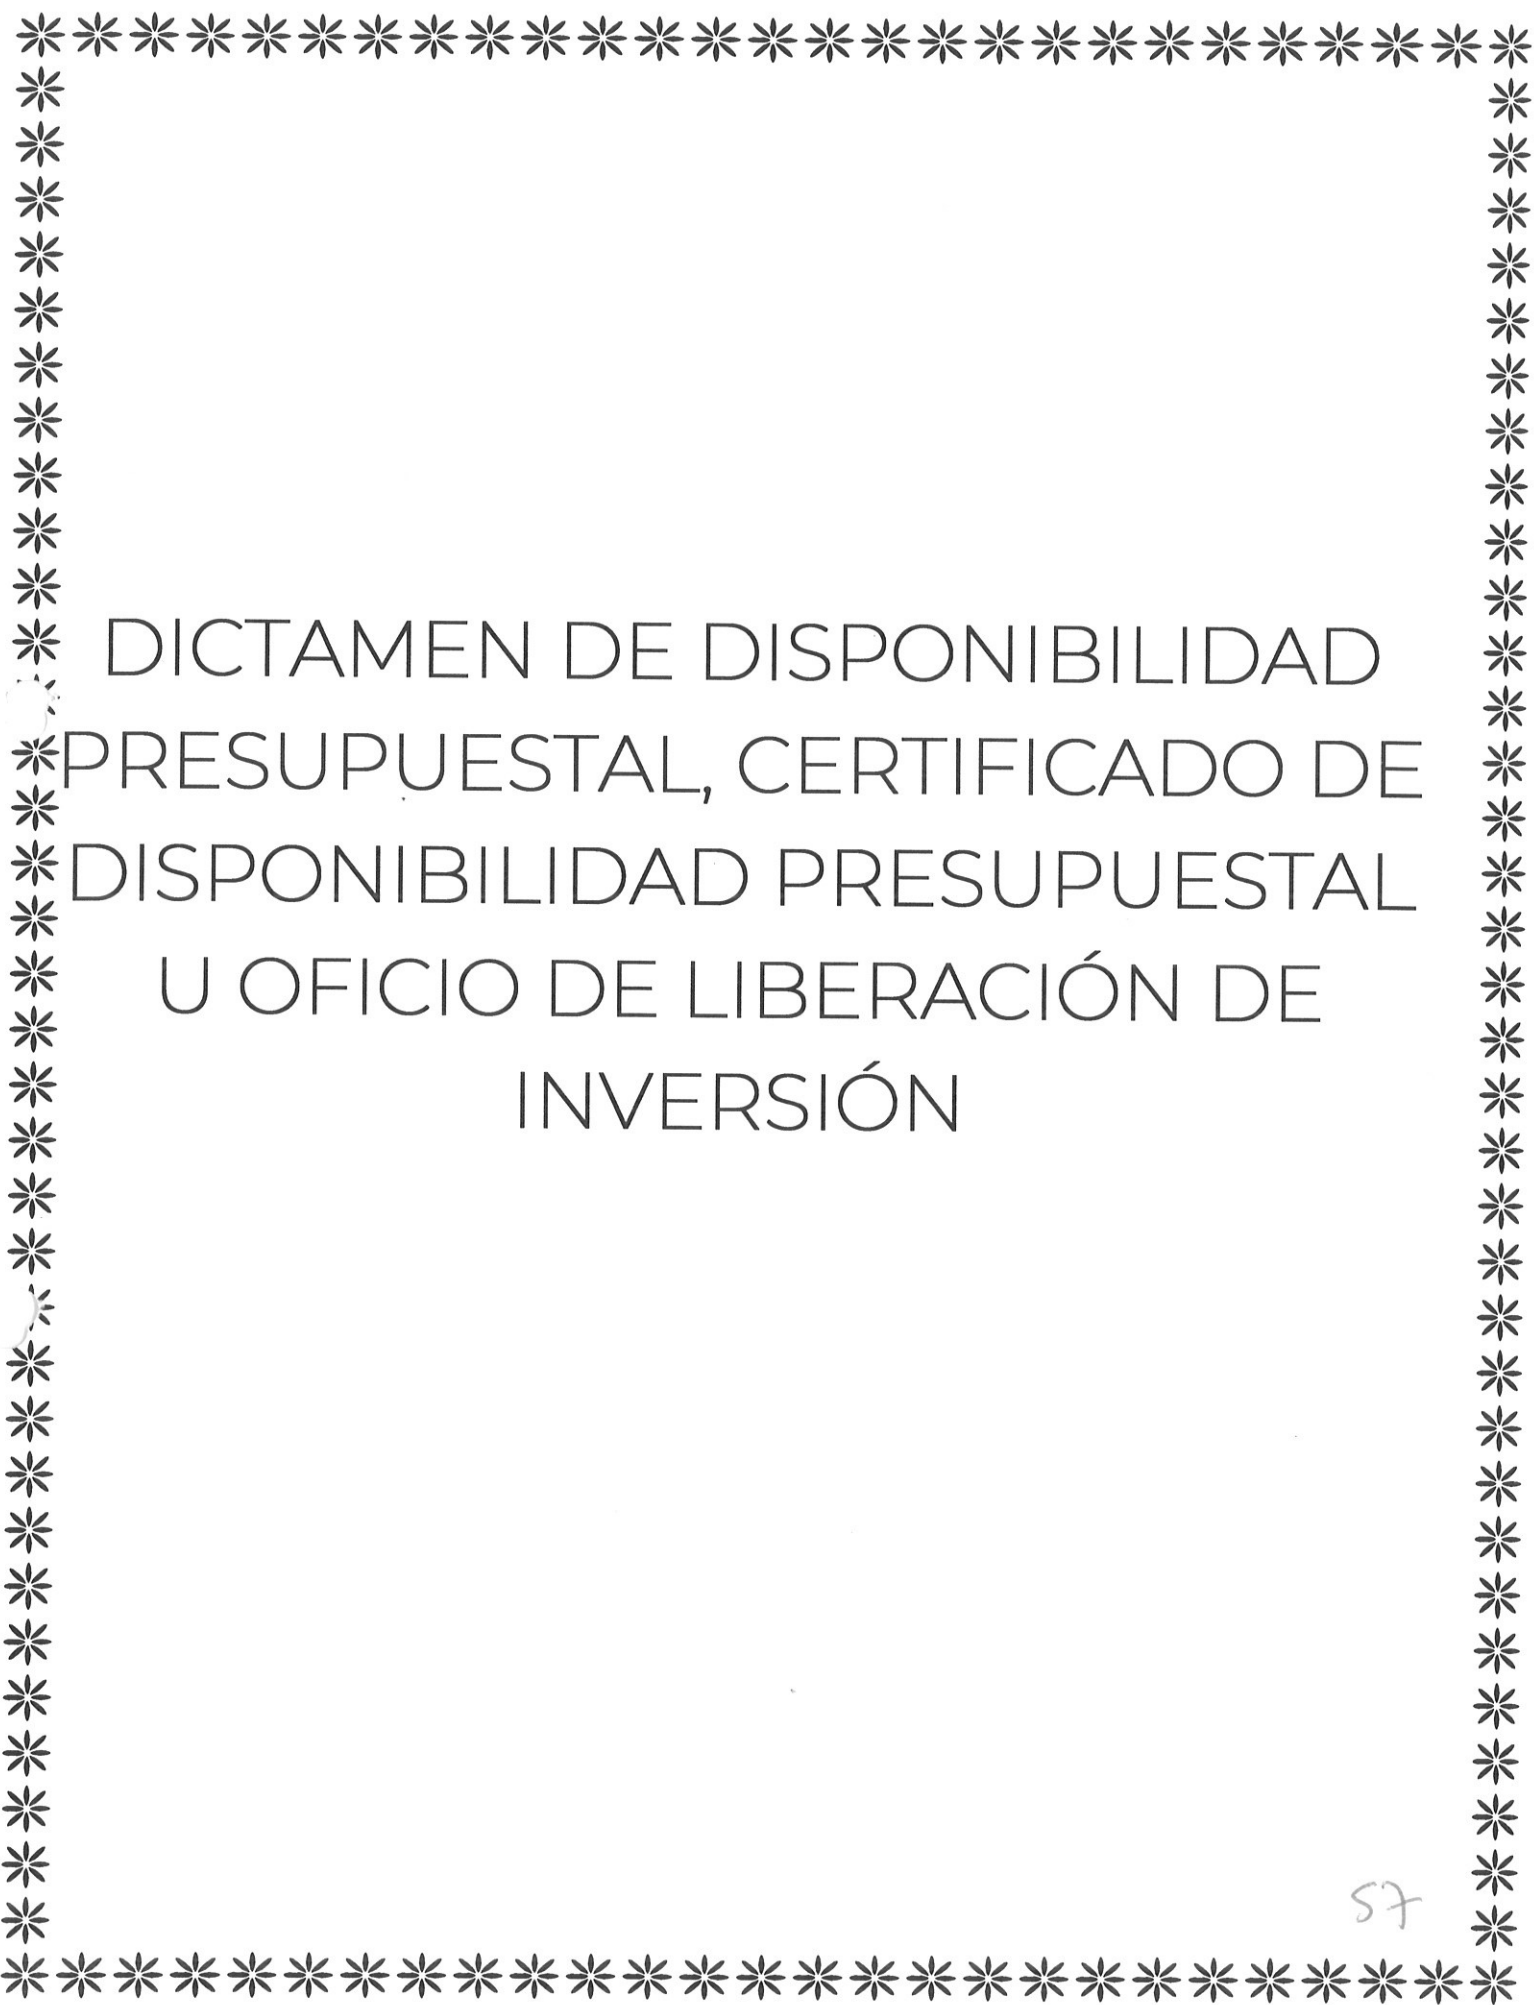 DICTAMEN DE DISPONIBILIDAD
PRESUPUESTAL, CERTIFICADO DE
DISPONIBILIDAD PRESUPUESTAL
U OFICIO DE LIBERACIÓN DE
INVERSIÓN
57